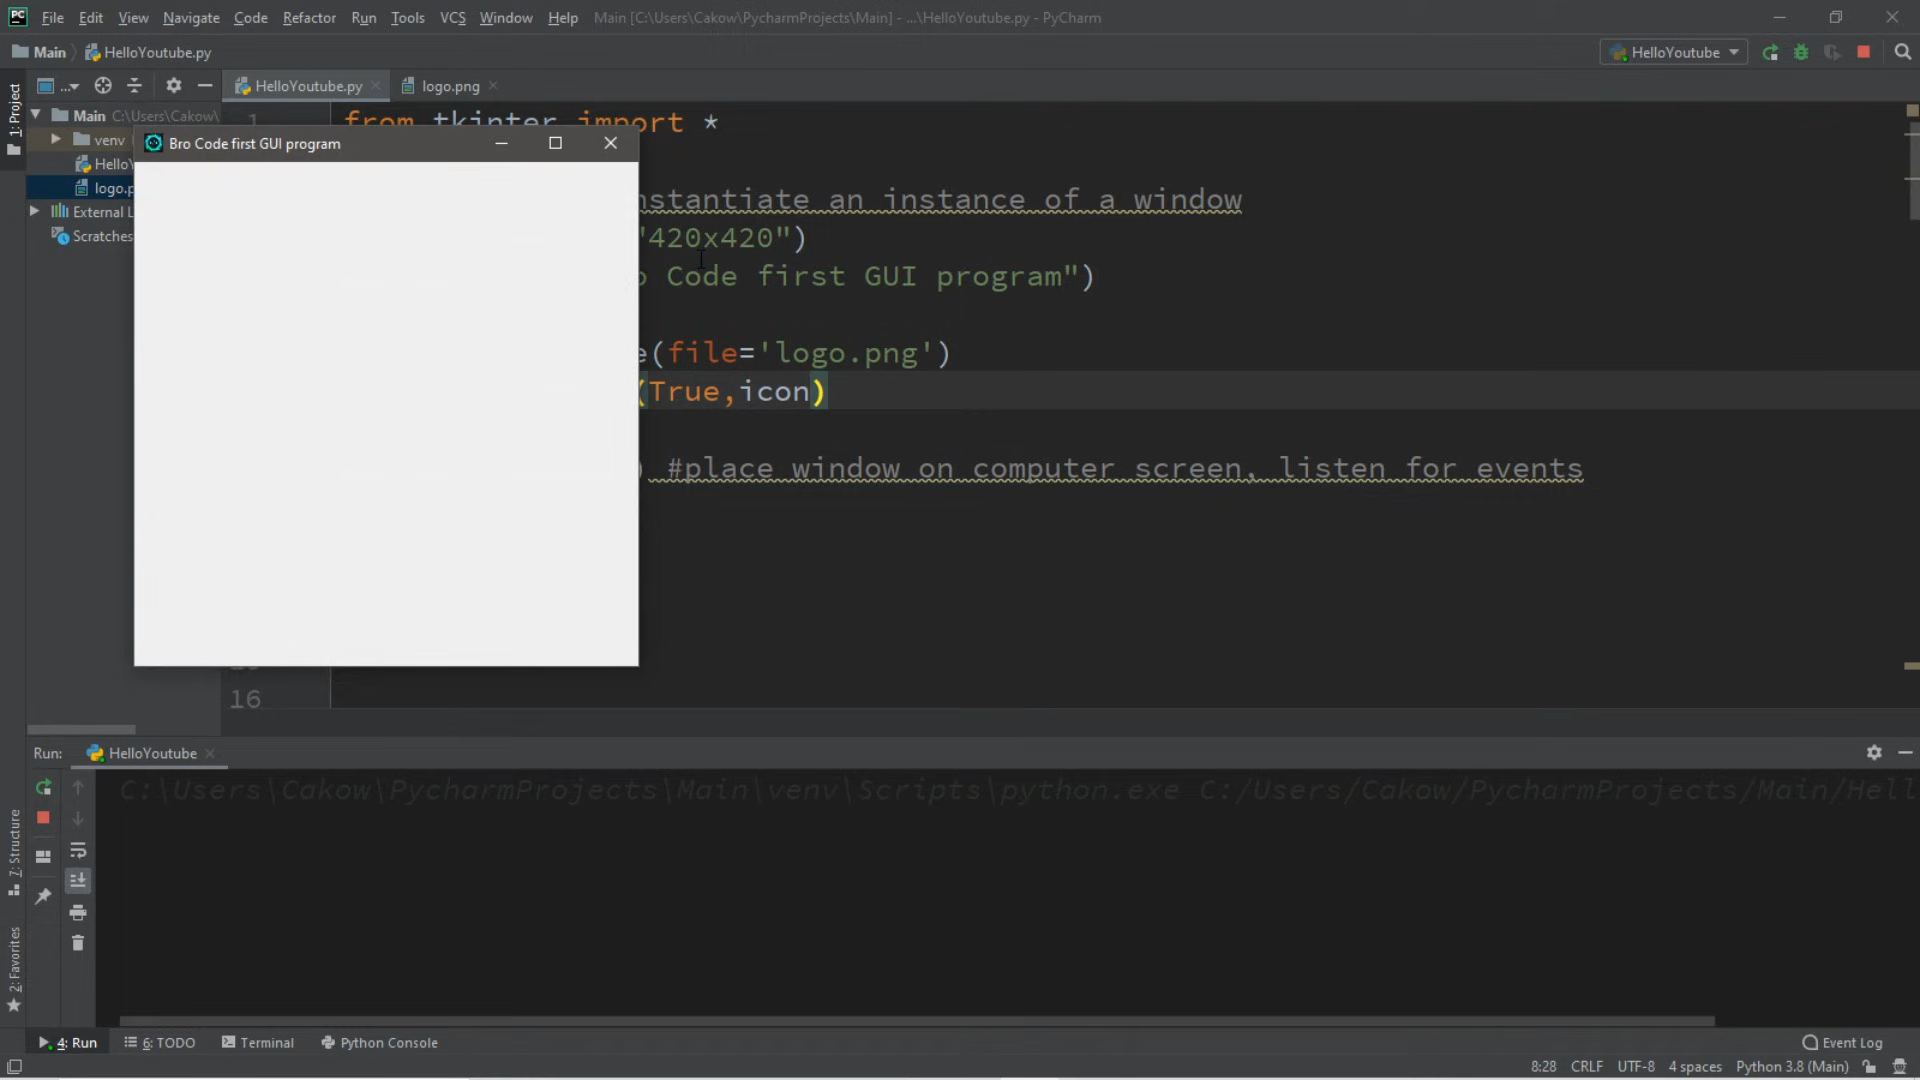 File Edit View Navigate Code Refactor Run Tools VCS Window Help Main [C:\Users\Cakow\PycharmProjects\Main] - ...\HelloYoutube.py - PyCharm
Main HelloYoutube.py HelloYoutube
1: Project
... HelloYoutube.py logo.png
Main C:\Users\Cakow\
venv
Hello
logo.p
External L
Scratches
Bro Code first GUI program
1 from tkinter import *
nstantiate an instance of a window
"420x420")
o Code first GUI program")
e(file='logo.png')
(True,icon)
) #place window on computer screen, listen for events
16
Run: HelloYoutube
C:\Users\Cakow\PycharmProjects\Main\venv\Scripts\python.exe C:/Users/Cakow/PycharmProjects/Main/Hell
7: Structure
2: Favorites
4: Run 6: TODO Terminal Python Console Event Log
8:28 CRLF UTF-8 4 spaces Python 3.8 (Main)